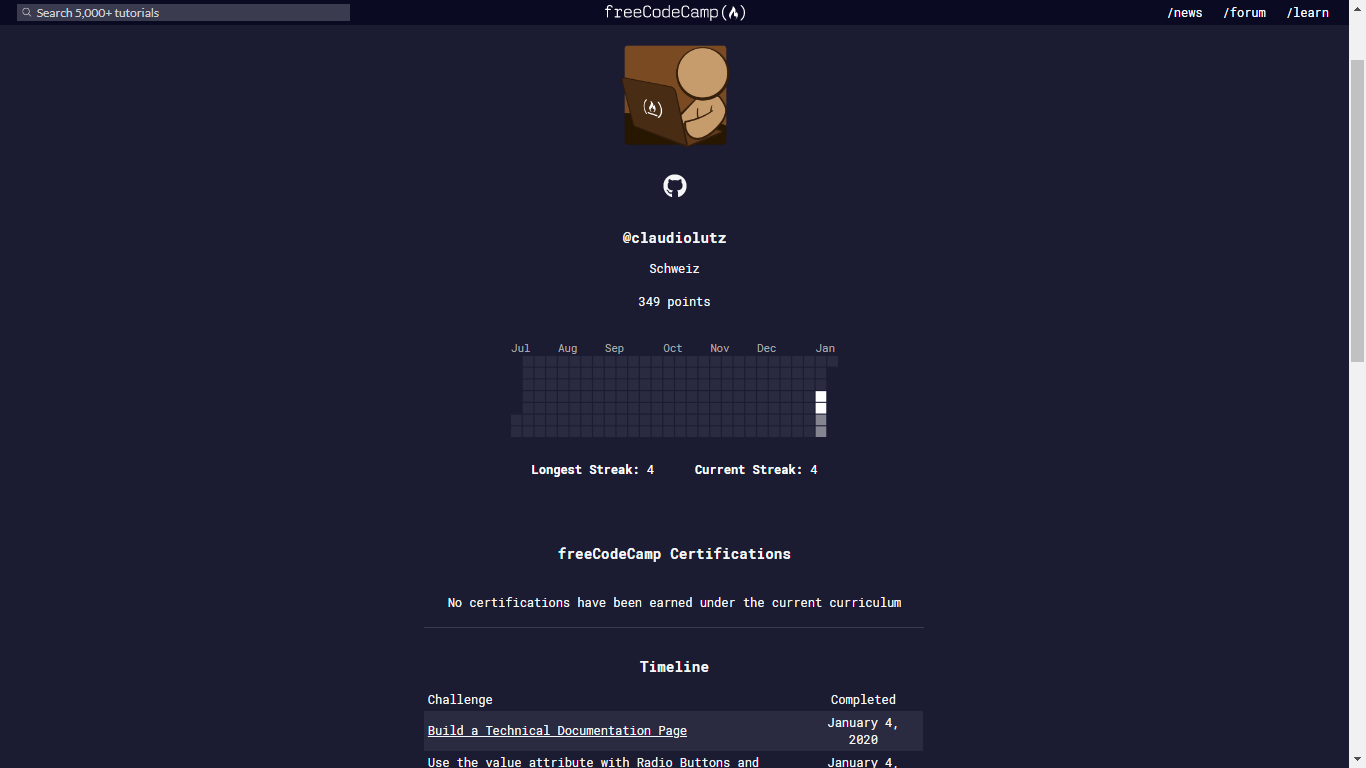 Search 5,000+ tutorials freeCodeCamp /news /forum /learn
@claudiolutz
Schweiz
349 points
Jul Aug Sep Oct Nov Dec Jan
Longest Streak: 4 Current Streak: 4
freeCodeCamp Certifications
No certifications have been earned under the current curriculum
Timeline
Challenge Completed
Build a Technical Documentation Page January 4,
2020
Use the value attribute with Radio Buttons and January 4,